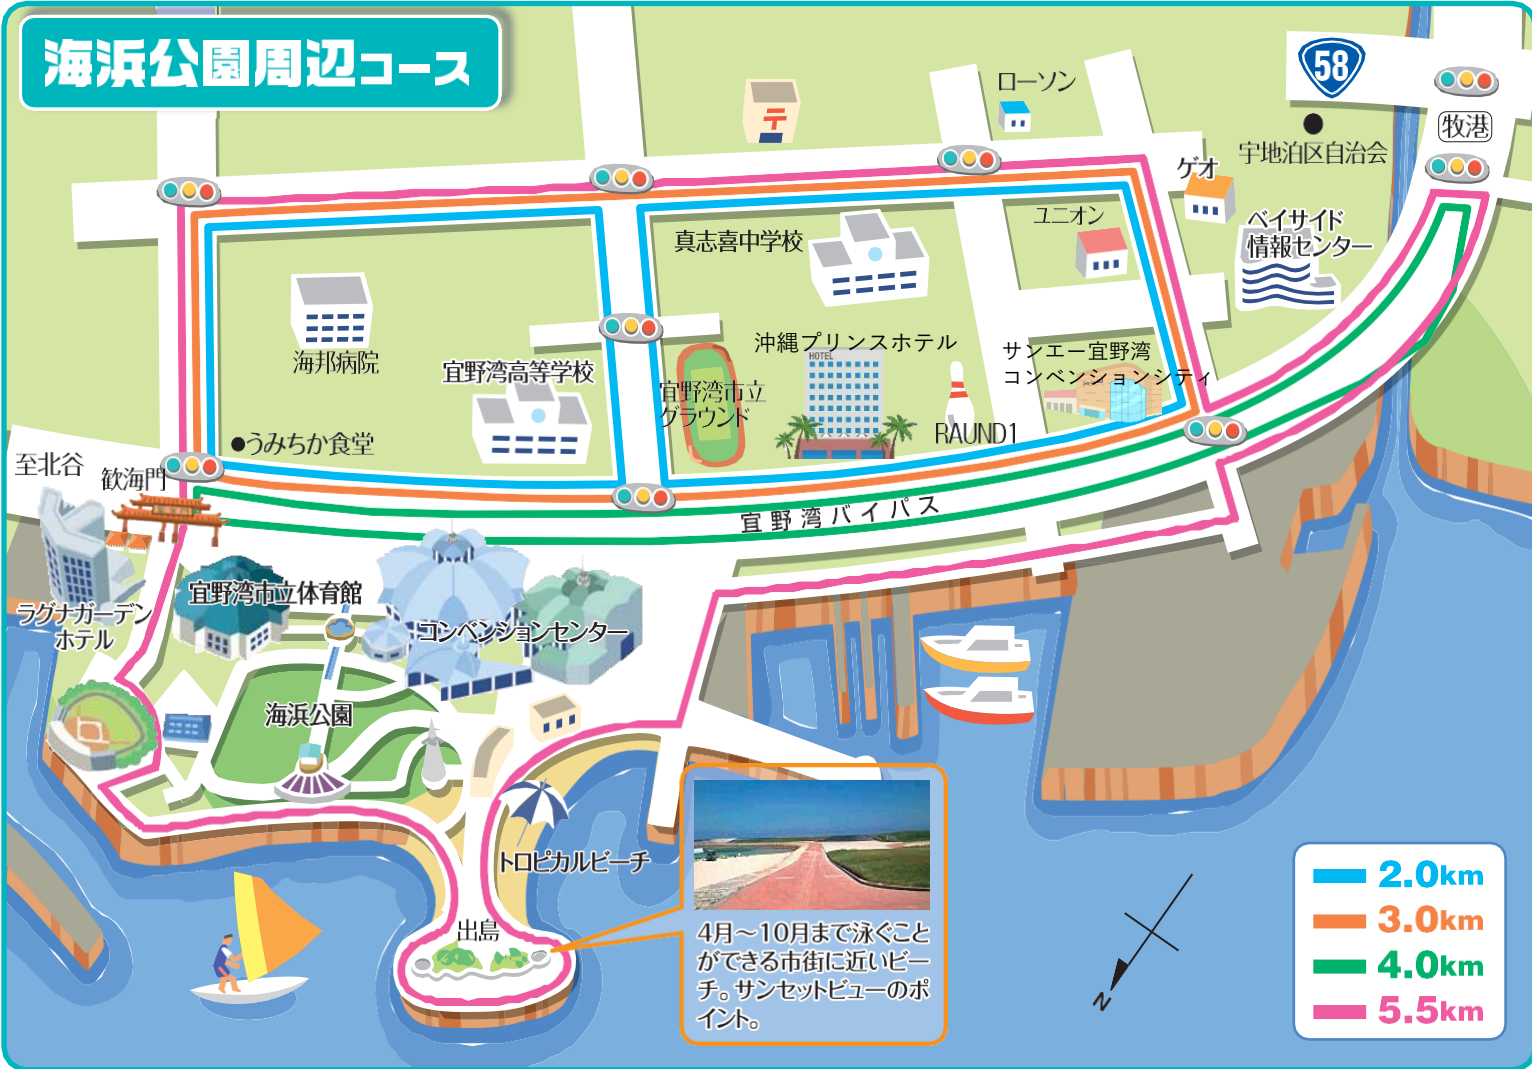 海浜公園周辺コース
58
牧港
宇地泊区自治会
ローソン
〒
ゲオ
ユニオン
ベイサイド
情報センター
真志喜中学校
海邦病院
宜野湾高等学校
沖縄プリンスホテル
HOTEL
サンエー宜野湾
コンベンションシティ
宜野湾市立
グラウンド
RAUND1
●うみちか食堂
至北谷
歓海門
宜野湾バイパス
宜野湾市立体育館
ラグナガーデン
ホテル
コンベンションセンター
海浜公園
トロピカルビーチ
出島
4月～10月まで泳ぐこと
ができる市街に近いビー
チ。サンセットビューのポ
イント。
N
2.0km
3.0km
4.0km
5.5km